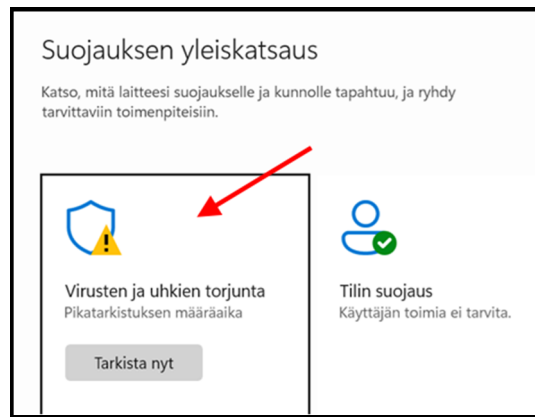 Suojauksen yleiskatsaus
Katso, mitä laitteesi suojaukselle ja kunnolle tapahtuu, ja ryhdy
tarvittaviin toimenpiteisiin.
Virusten ja uhkien torjunta
Pikatarkistuksen määräaika
Tarkista nyt
Tilin suojaus
Käyttäjän toimia ei tarvita.